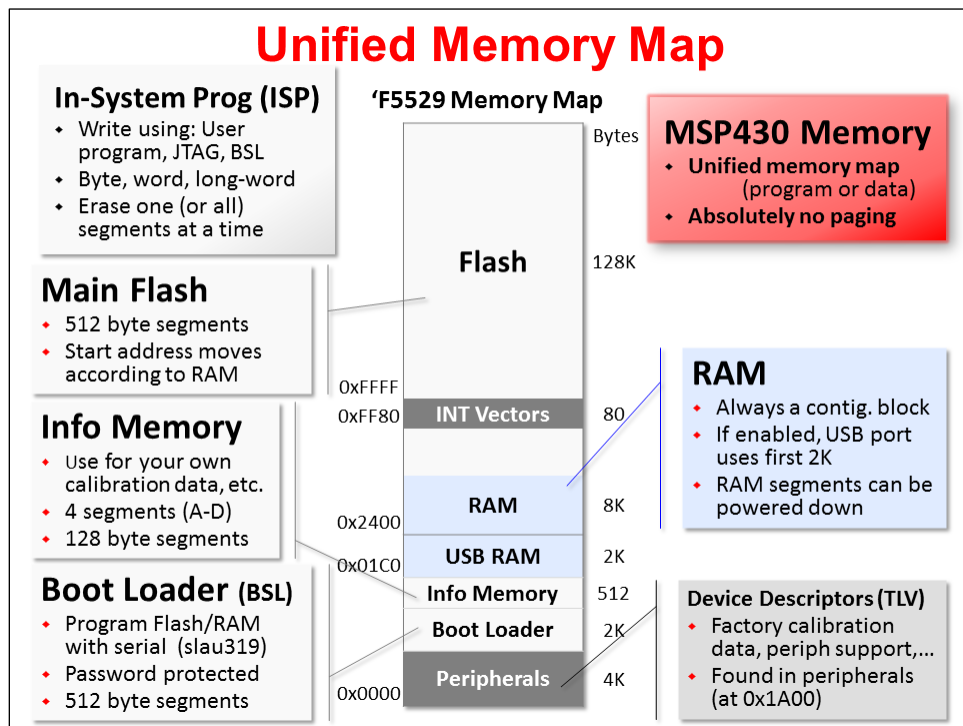 Unified Memory Map
In-System Prog (ISP)
Write using: User
program, JTAG, BSL
Byte, word, long-word
Erase one (or all)
segments at a time
Main Flash
512 byte segments
Start address moves
according to RAM
Info Memory
Use for your own
calibration data, etc.
4 segments (A-D)
128 byte segments
Boot Loader (BSL)
Program Flash/RAM
with serial (slau319)
Password protected
512 byte segments
‘F5529 Memory Map
Bytes
Flash
128K
0xFFFF
0xFF80
INT Vectors
80
RAM
8K
0x2400
USB RAM
2K
0x01C0
Info Memory
512
Boot Loader
2K
Peripherals
4K
0x0000
MSP430 Memory
Unified memory map
(program or data)
Absolutely no paging
RAM
Always a contig. block
If enabled, USB port
uses first 2K
RAM segments can be
powered down
Device Descriptors (TLV)
Factory calibration
data, periph support,...
Found in peripherals
(at 0x1A00)